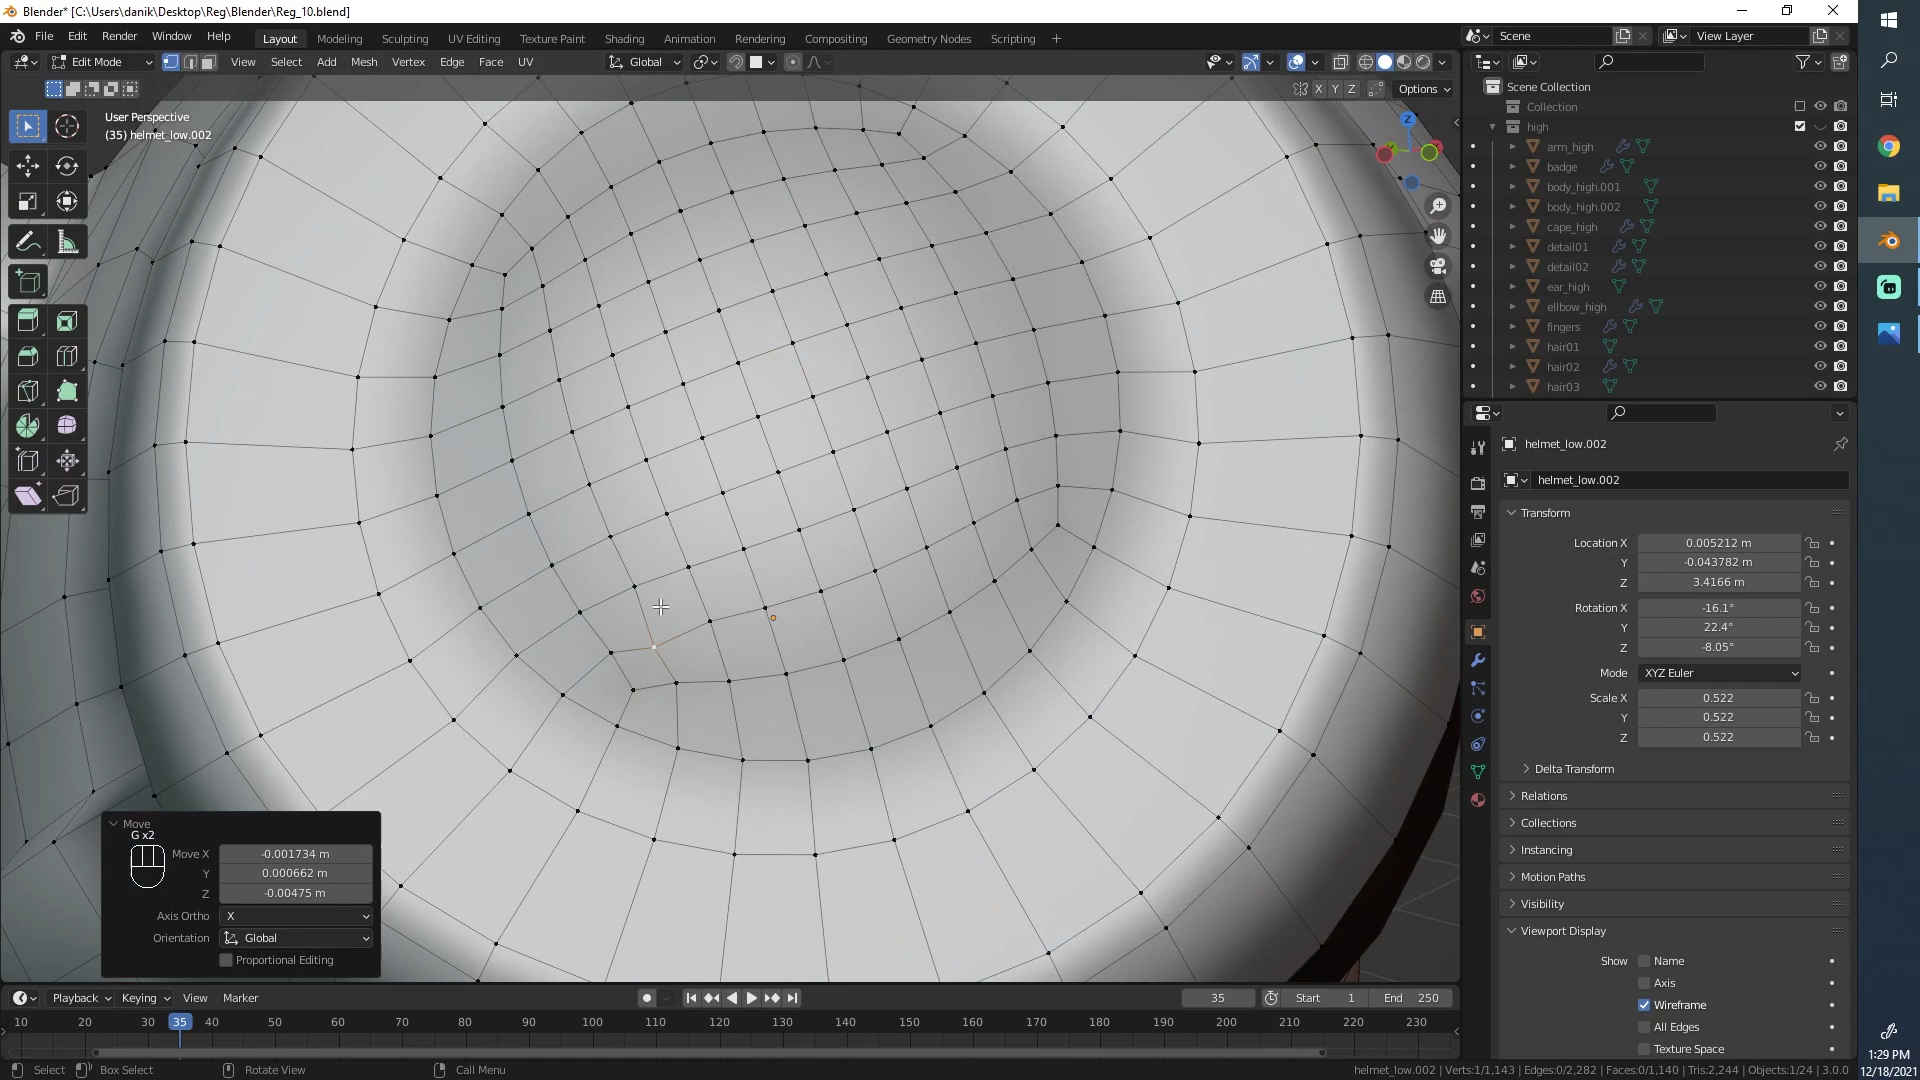 Blender* [C:\Users\danik\Desktop\Reg\Blender\Reg_10.blend]
File Edit Render Window Help Layout Modeling Sculpting UV Editing Texture Paint Shading Animation Rendering Compositing Geometry Nodes Scripting + Scene View Layer
Edit Mode View Select Add Mesh Vertex Edge Face UV Global
X Y Z Options
User Perspective
(35) helmet_low.002
Z
Scene Collection
Collection
high
arm_high
badge
body_high.001
body_high.002
cape_high
detail01
detail02
ear_high
ellbow_high
fingers
hair01
hair02
hair03
helmet_low.002
helmet_low.002
Transform
Location X 0.005212 m
Y -0.043782 m
Z 3.4166 m
Rotation X -16.1°
Y 22.4°
Z -8.05°
Mode XYZ Euler
Scale X 0.522
Y 0.522
Z 0.522
Delta Transform
Relations
Collections
Instancing
Motion Paths
Visibility
Viewport Display
Show Name
Axis
Wireframe
All Edges
Texture Space
Move
G x2
Move X -0.001734 m
Y 0.000662 m
Z -0.00475 m
Axis Ortho X
Orientation Global
Proportional Editing
Playback Keying View Marker 35 Start 1 End 250
10 20 30 35 40 50 60 70 80 90 100 110 120 130 140 150 160 170 180 190 200 210 220 230
Select Box Select Rotate View Call Menu helmet_low.002 | Verts:1/1,143 | Edges:0/2,282 | Faces:0/1,140 | Tris:2,244 | Objects:1/24 | 3.0.0
1:29 PM
12/18/2021